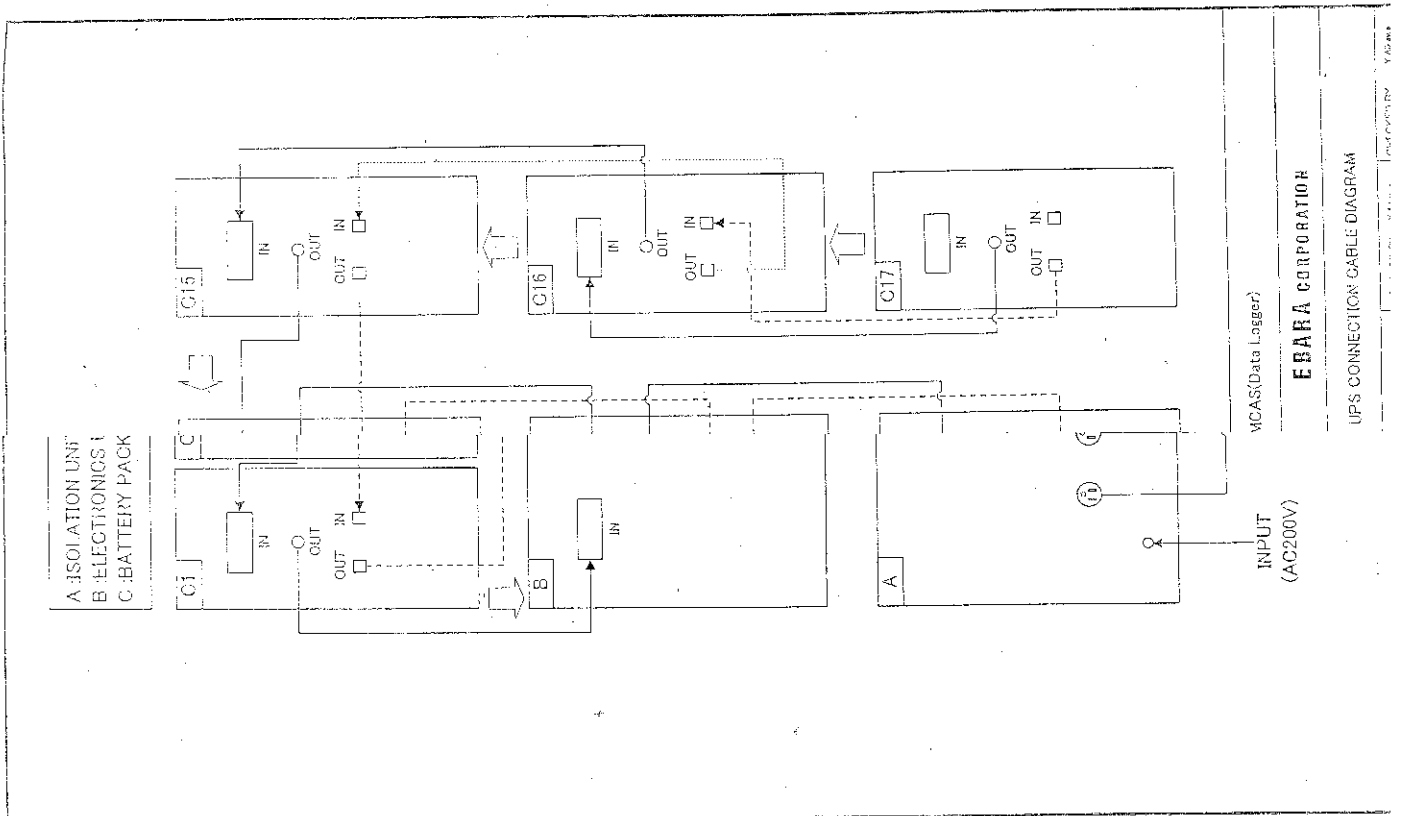 A :ISOLATION UNI
B :ELECTRONICS
C :BATTERY PACK
C1
IN
OUT
OUT IN
C
C15
IN
OUT
OUT IN
B
IN
C16
IN
OUT
OUT IN
A
C17
IN
OUT
OUT IN
INPUT
(AC200V)
MCAS(Data Logger)
EBARA CORPORATION
UPS CONNECTION CABLE DIAGRAM